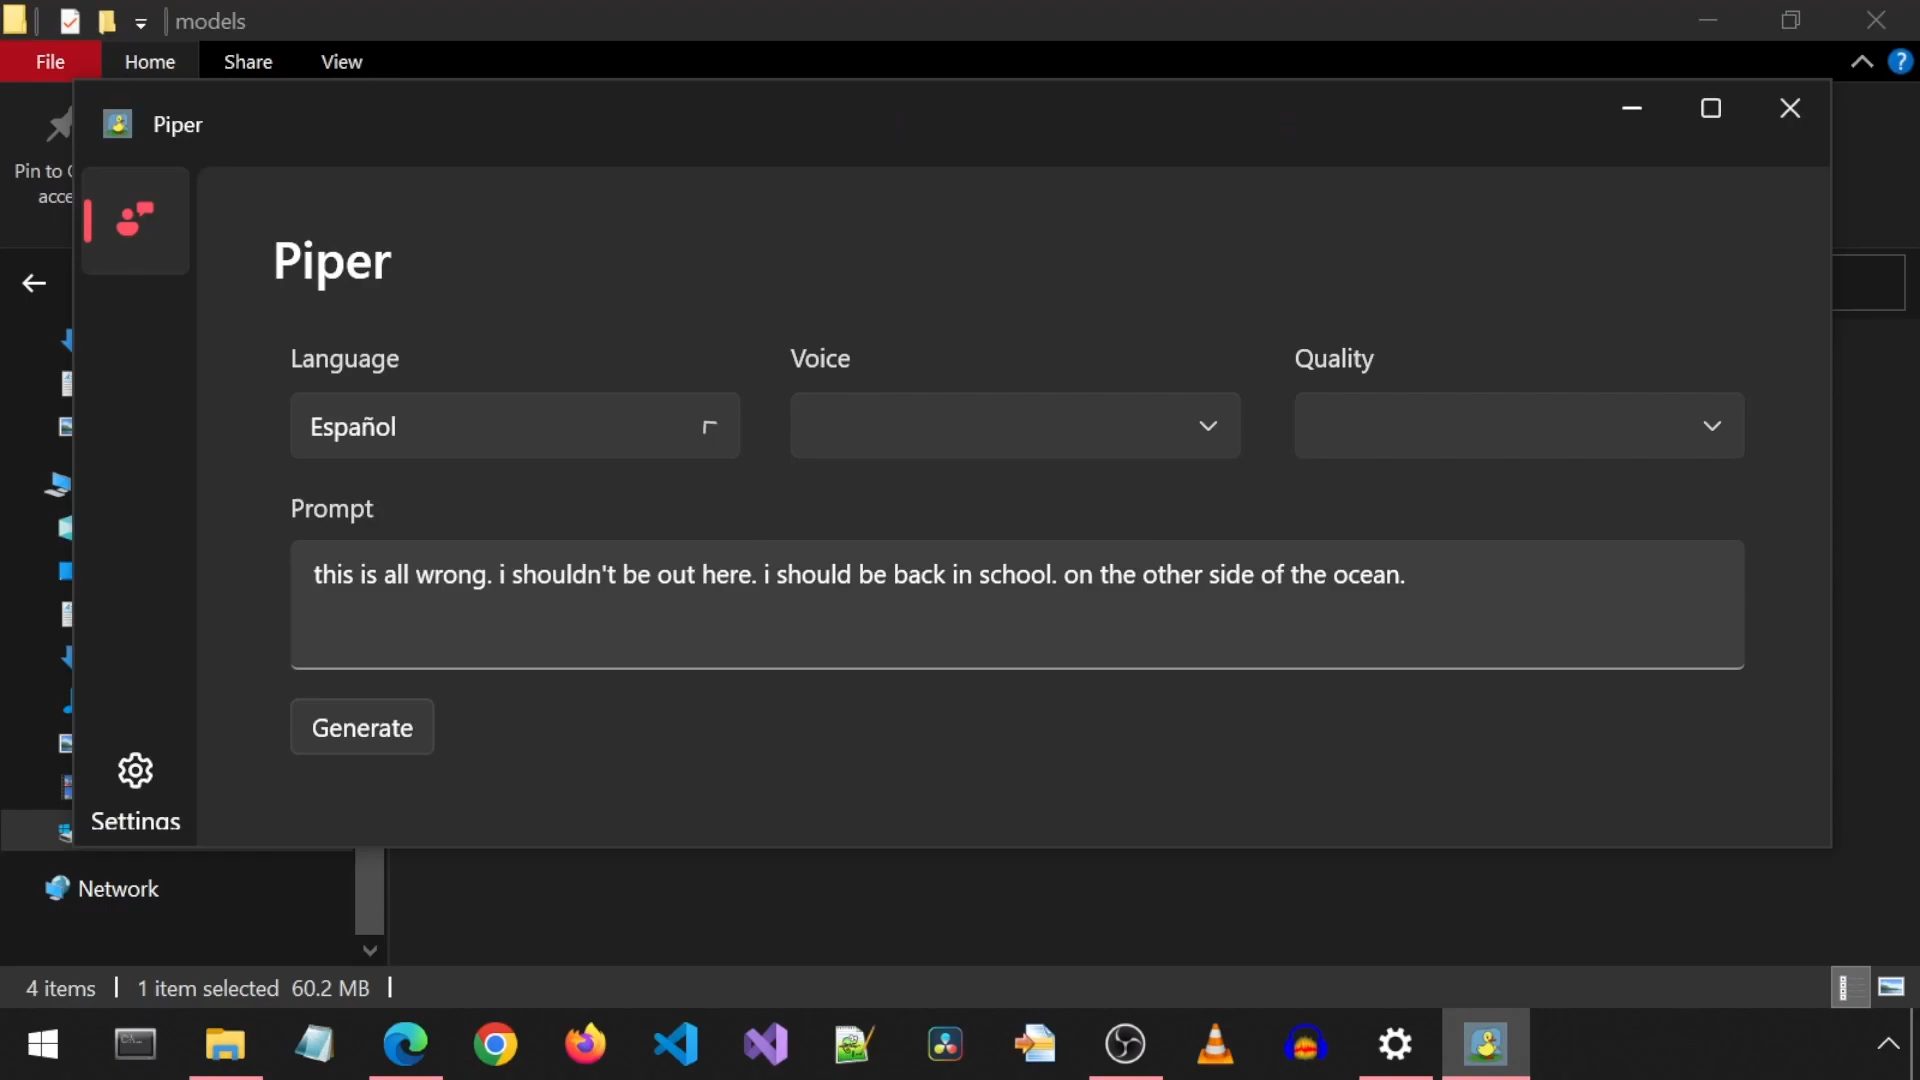 models
File Home Share View
Piper
Pin to
acce
Piper
Language Voice Quality
Español
Prompt
this is all wrong. i shouldn't be out here. i should be back in school. on the other side of the ocean.
Generate
Settings
Network
4 items 1 item selected 60.2 MB